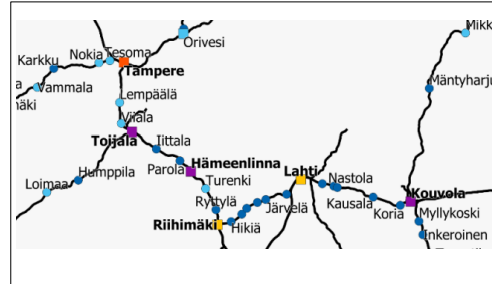 Mikk
Orivesi
Nokia
Tesoma
Karkku
Tampere
Mäntyharju
Vammala
mäki
Lempäälä
Viiala
Toijala
Iittala
Parola
Hämeenlinna
Lahti
Nastola
Humppila
Loimaa
Turenki
Kausala
Kouvola
Koria
Ryttylä
Järvelä
Myllykoski
Riihimäki
Hikiä
Inkeroinen